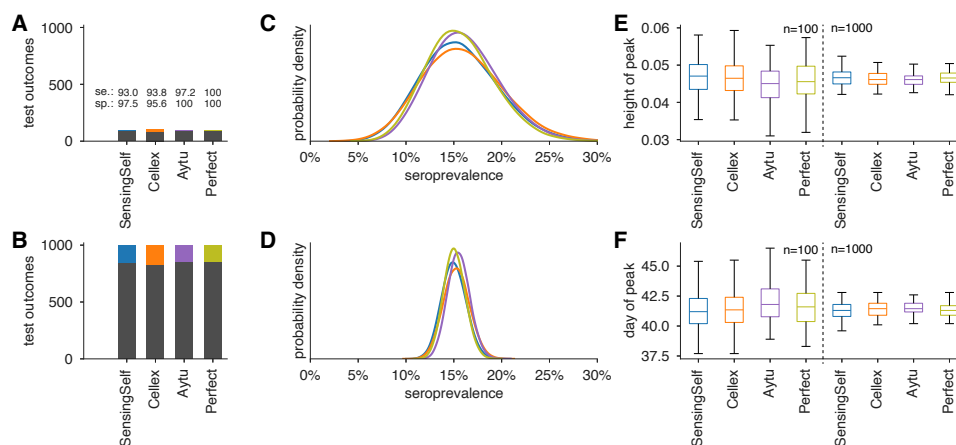 A
test outcomes
1000
500
0
se.: 93.0 93.8 97.2 100
sp.: 97.5 95.6 100 100
SensingSelf
Cellex
Aytu
Perfect
B
test outcomes
1000
500
0
SensingSelf
Cellex
Aytu
Perfect
C
probability density
0% 5% 10% 15% 20% 25% 30%
seroprevalence
D
probability density
0% 5% 10% 15% 20% 25% 30%
seroprevalence
E
height of peak
0.06
0.05
0.04
0.03
n=100 n=1000
SensingSelf
Cellex
Aytu
Perfect
SensingSelf
Cellex
Aytu
Perfect
F
day of peak
45.0
42.5
40.0
37.5
n=100 n=1000
SensingSelf
Cellex
Aytu
Perfect
SensingSelf
Cellex
Aytu
Perfect